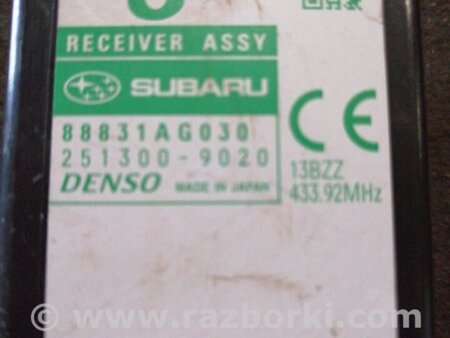 RECEIVER ASSY
SUBARU
88831AG030
251300-9020
DENSO MADE IN JAPAN
CE
13BZZ
433.92MHz
© www.razborki.com